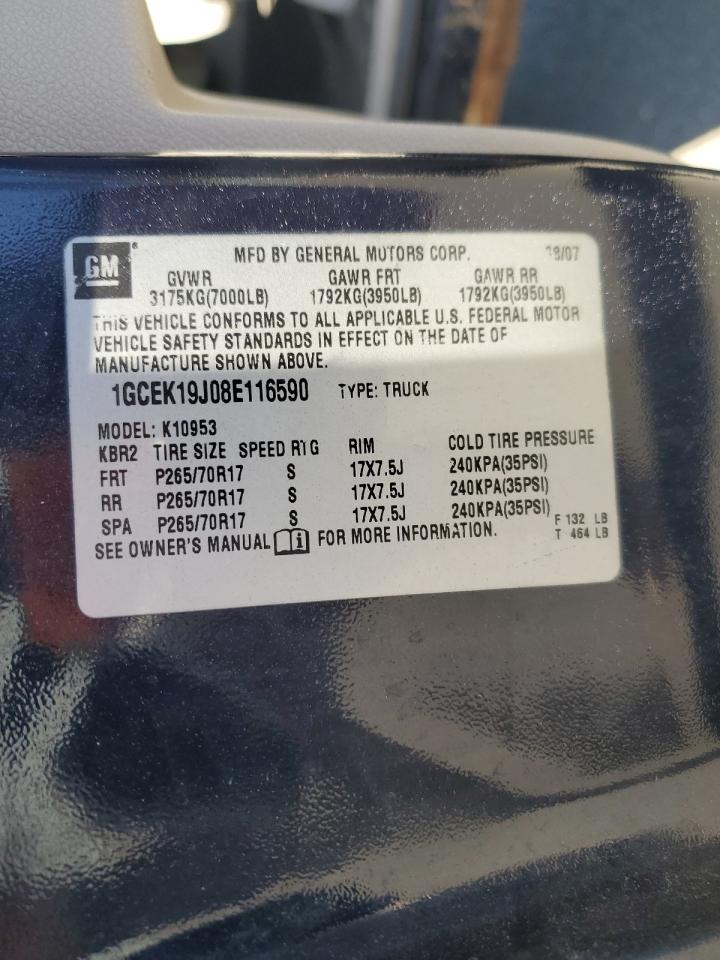 GM®
MFD BY GENERAL MOTORS CORP. 08/07
GVWR GAWR FRT GAWR RR
3175KG(7000LB) 1792KG(3950LB) 1792KG(3950LB)
THIS VEHICLE CONFORMS TO ALL APPLICABLE U.S. FEDERAL MOTOR
VEHICLE SAFETY STANDARDS IN EFFECT ON THE DATE OF
MANUFACTURE SHOWN ABOVE.
1GCEK19J08E116590 TYPE: TRUCK
MODEL: K10953
KBR2 TIRE SIZE SPEED RTG RIM COLD TIRE PRESSURE
FRT P265/70R17 S 17X7.5J 240KPA(35PSI)
RR P265/70R17 S 17X7.5J 240KPA(35PSI)
SPA P265/70R17 S 17X7.5J 240KPA(35PSI)
F 132 LB
T 464 LB
SEE OWNER'S MANUAL i FOR MORE INFORMATION.